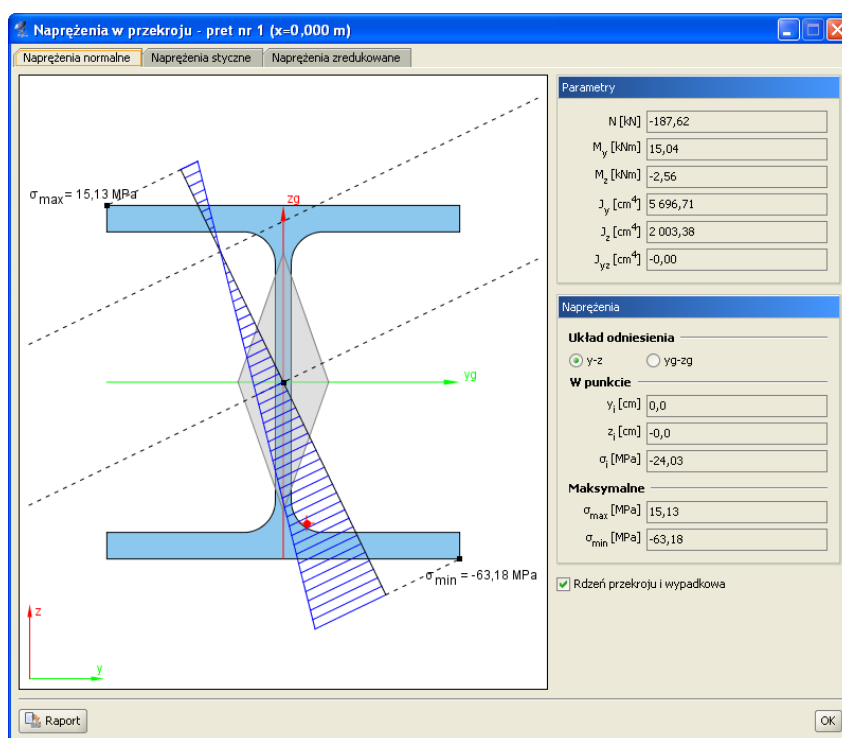 Naprężenia w przekroju - pret nr 1 (x=0,000 m)
Naprężenia normalne Naprężenia styczne Naprężenia zredukowane
σmax = 15,13 MPa
zg
yg
σmin = -63,18 MPa
z
y
Parametry
N [kN] -187,62
My [kNm] 15,04
Mz [kNm] -2,56
Jy [cm4] 5 696,71
Jz [cm4] 2 003,38
Jyz [cm4] -0,00
Naprężenia
Układ odniesienia
y-z yg-zg
W punkcie
yi [cm] 0,0
zi [cm] -0,0
σi [MPa] -24,03
Maksymalne
σmax [MPa] 15,13
σmin [MPa] -63,18
Rdzeń przekroju i wypadkowa
Raport
OK